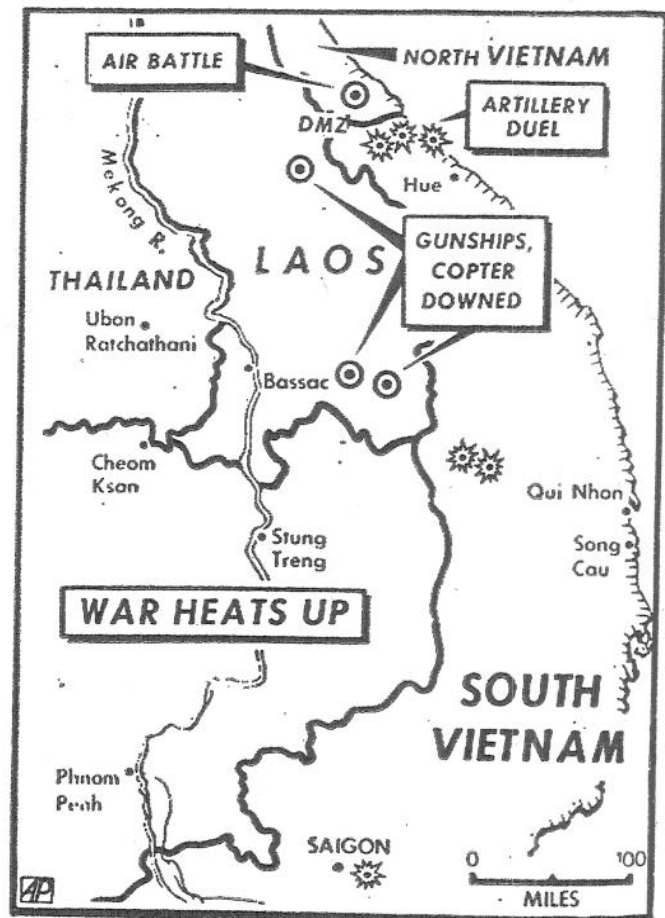 AIR BATTLE
NORTH VIETNAM
ARTILLERY
DUEL
DMZ
Hue
Mekong R.
LAOS
GUNSHIPS,
COPTER
DOWNED
THAILAND
Ubon
Ratchathani
Bassac
Cheom
Ksan
Qui Nhon
Stung
Treng
Song
Cau
WAR HEATS UP
SOUTH
VIETNAM
Phnom
Penh
SAIGON
0 100
MILES
AP